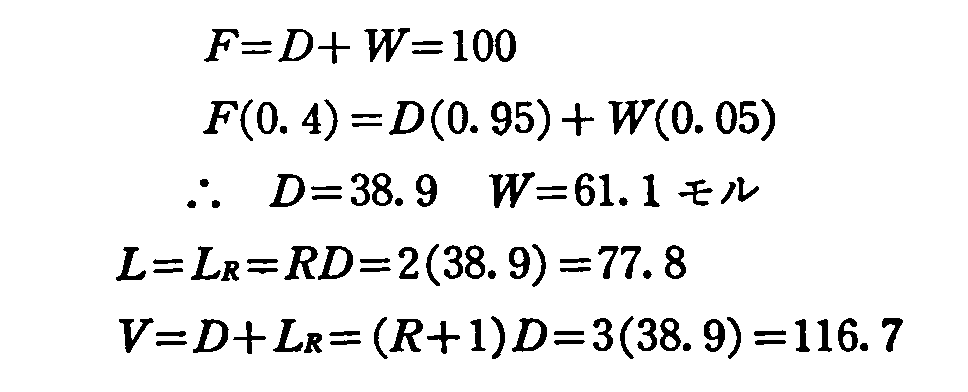 F=D+W=100
F(0.4)=D(0.95)+W(0.05)
∴ D=38.9 W=61.1 モル
L=L_R=RD=2(38.9)=77.8
V=D+L_R=(R+1)D=3(38.9)=116.7